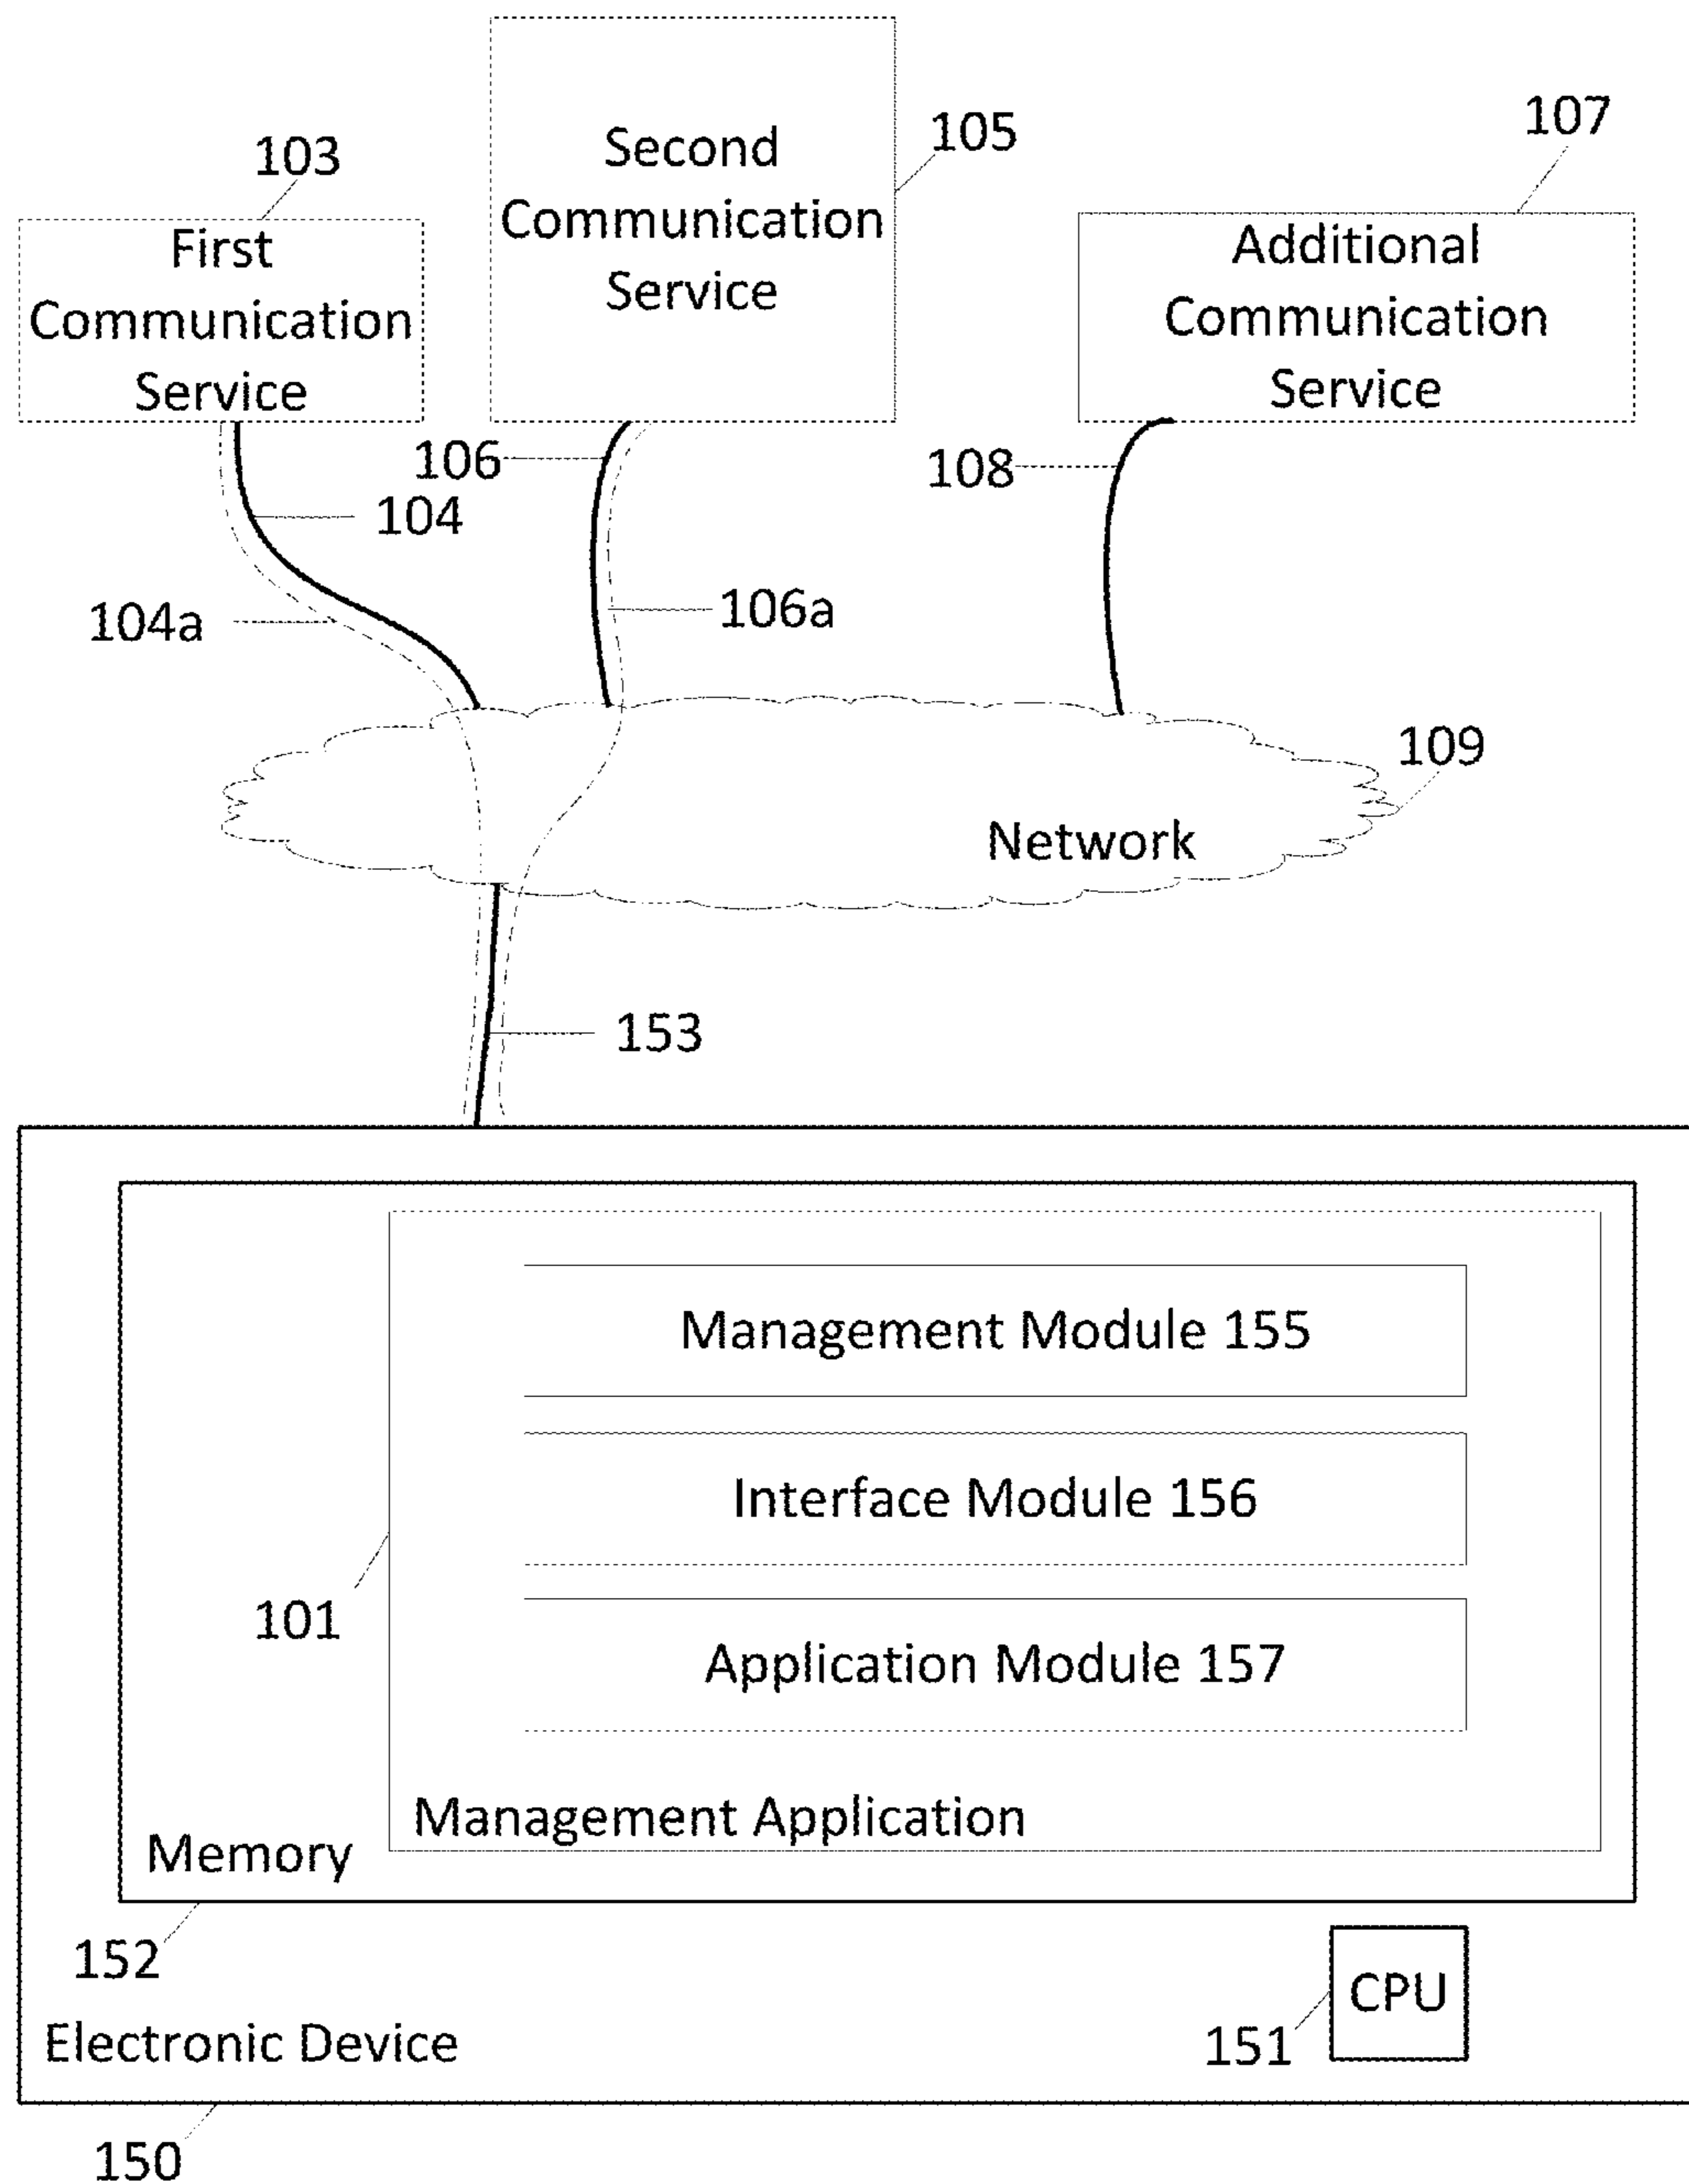 103
First
Communication
Service
Second
Communication
Service
105
107
Additional
Communication
Service
106
108
104
104a
106a
109
Network
153
Management Module 155
Interface Module 156
101
Application Module 157
Management Application
Memory
152
CPU
151
Electronic Device
150